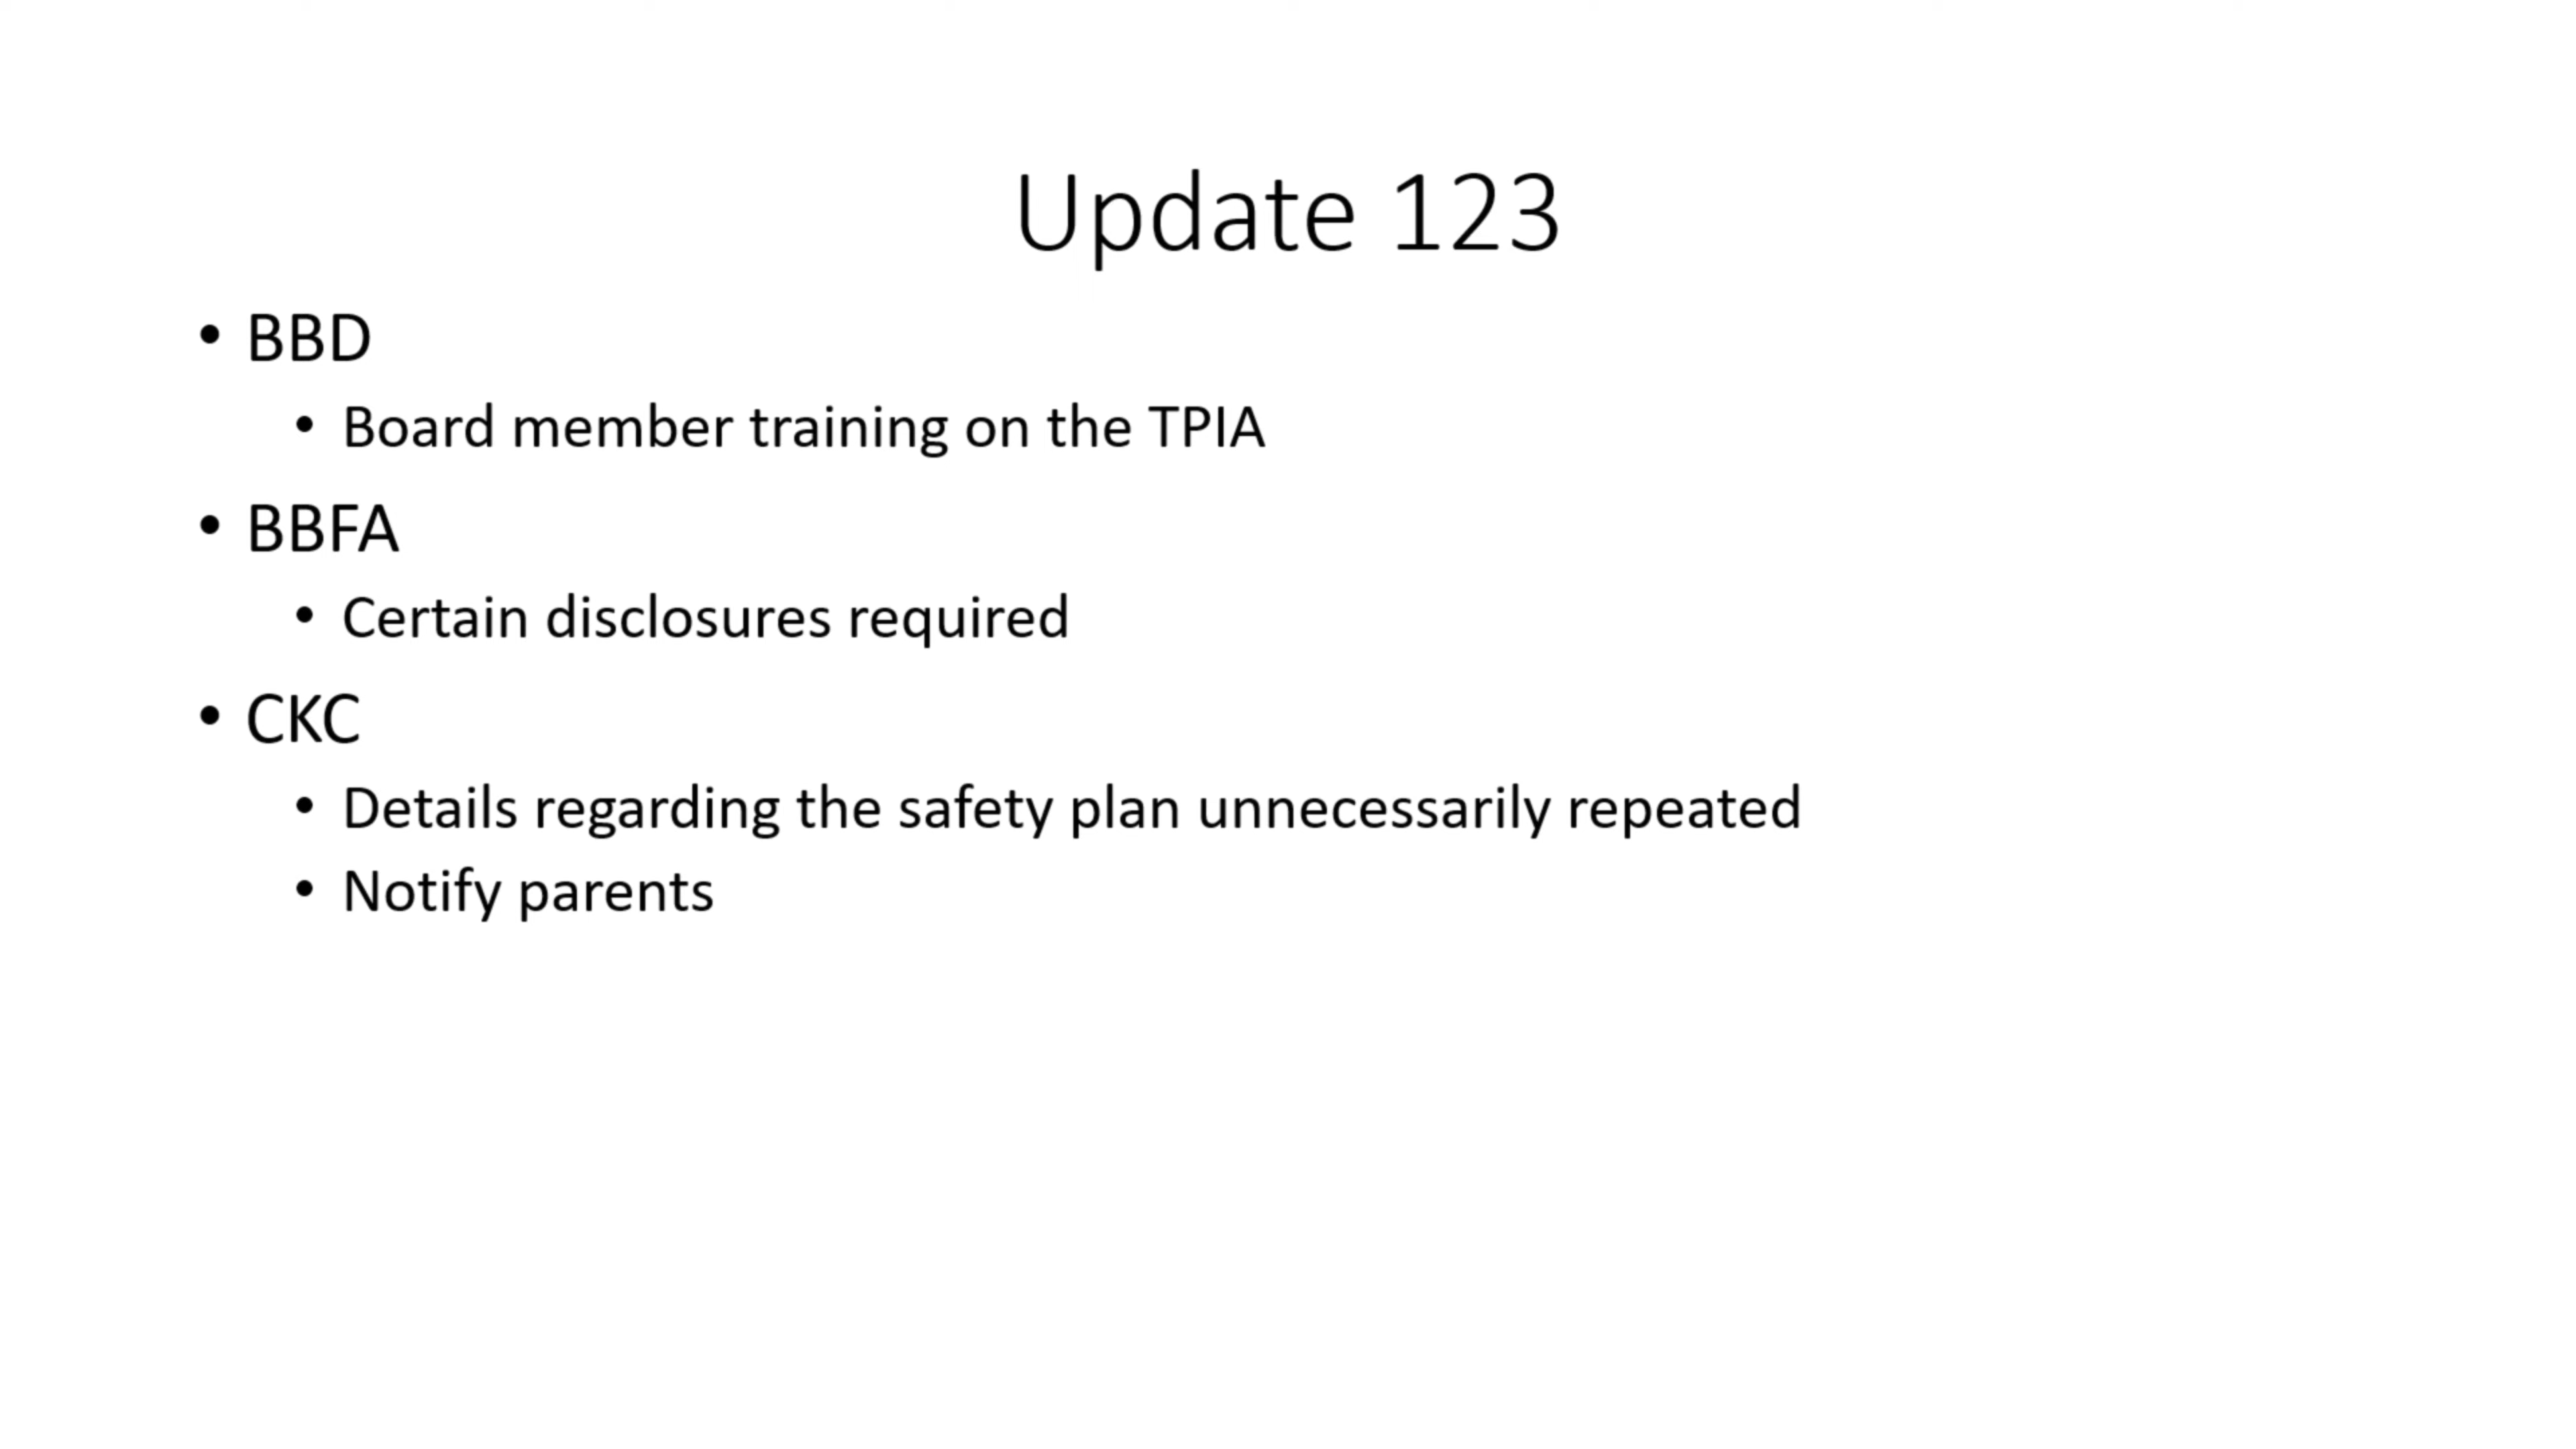 Update 123
• BBD
• Board member training on the TPIA
• BBFA
• Certain disclosures required
• CKC
• Details regarding the safety plan unnecessarily repeated
• Notify parents